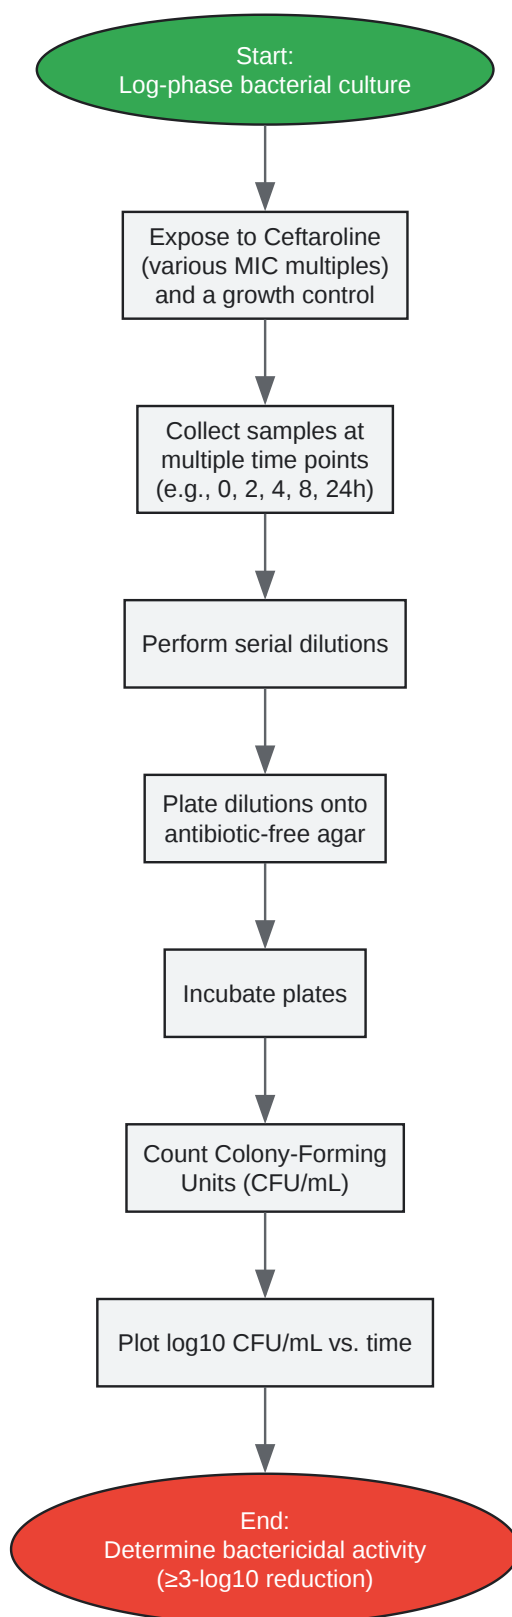 Start:
Log-phase bacterial culture
Expose to Ceftaroline
(various MIC multiples)
and a growth control
Collect samples at
multiple time points
(e.g., 0, 2, 4, 8, 24h)
Perform serial dilutions
Plate dilutions onto
antibiotic-free agar
Incubate plates
Count Colony-Forming
Units (CFU/mL)
Plot log10 CFU/mL vs. time
End:
Determine bactericidal activity
(≥3-log10 reduction)